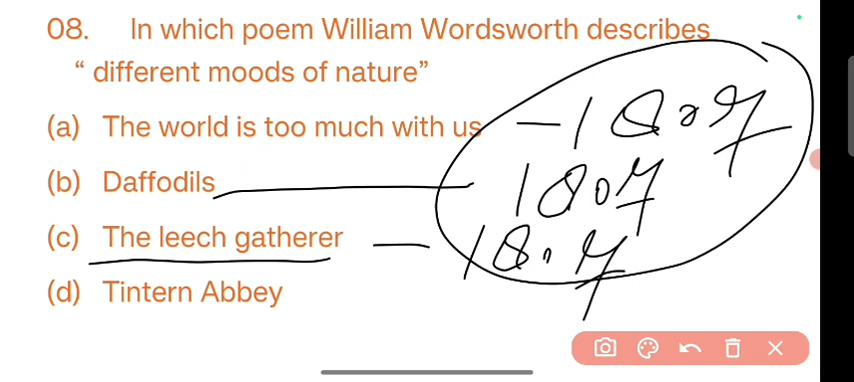 08. In which poem William Wordsworth describes
“ different moods of nature”
(a) The world is too much with us - 1807
(b) Daffodils 1807
(c) The leech gatherer - 1807
(d) Tintern Abbey